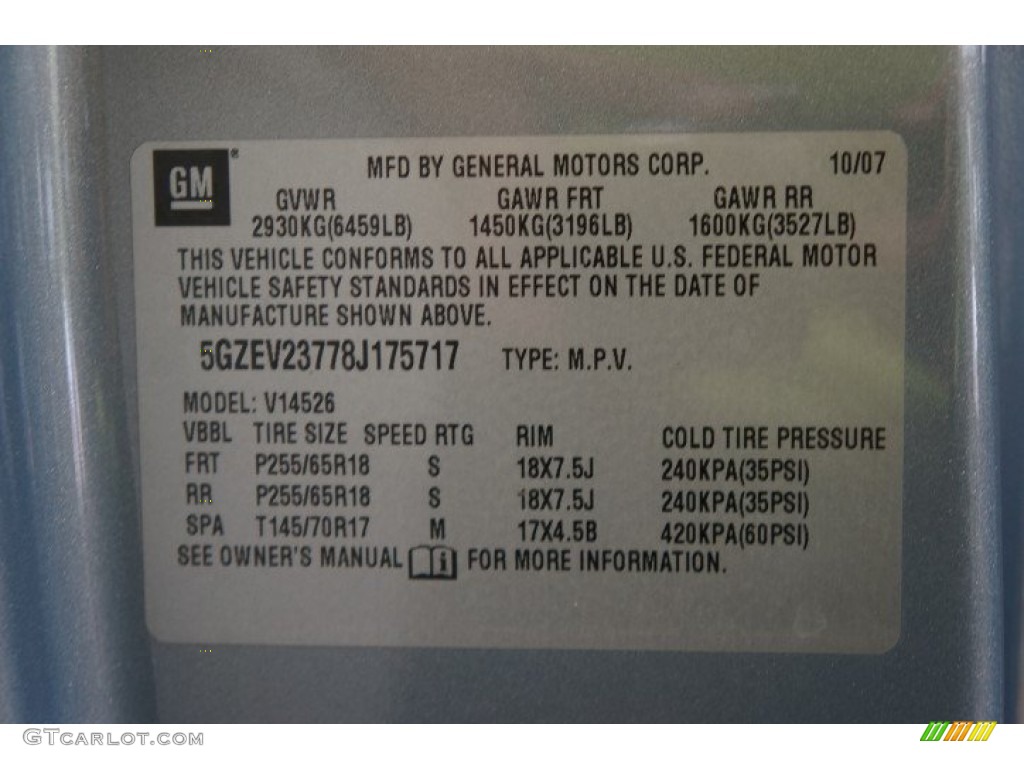 GM ® MFD BY GENERAL MOTORS CORP. 10/07
GVWR GAWR FRT GAWR RR
2930KG(6459LB) 1450KG(3196LB) 1600KG(3527LB)
THIS VEHICLE CONFORMS TO ALL APPLICABLE U.S. FEDERAL MOTOR
VEHICLE SAFETY STANDARDS IN EFFECT ON THE DATE OF
MANUFACTURE SHOWN ABOVE.
5GZEV23778J175717 TYPE: M.P.V.
MODEL: V14526
VBBL TIRE SIZE SPEED RTG RIM COLD TIRE PRESSURE
FRT P255/65R18 S 18X7.5J 240KPA(35PSI)
RR P255/65R18 S 18X7.5J 240KPA(35PSI)
SPA T145/70R17 M 17X4.5B 420KPA(60PSI)
SEE OWNER'S MANUAL i FOR MORE INFORMATION.
GTCARLOT.COM